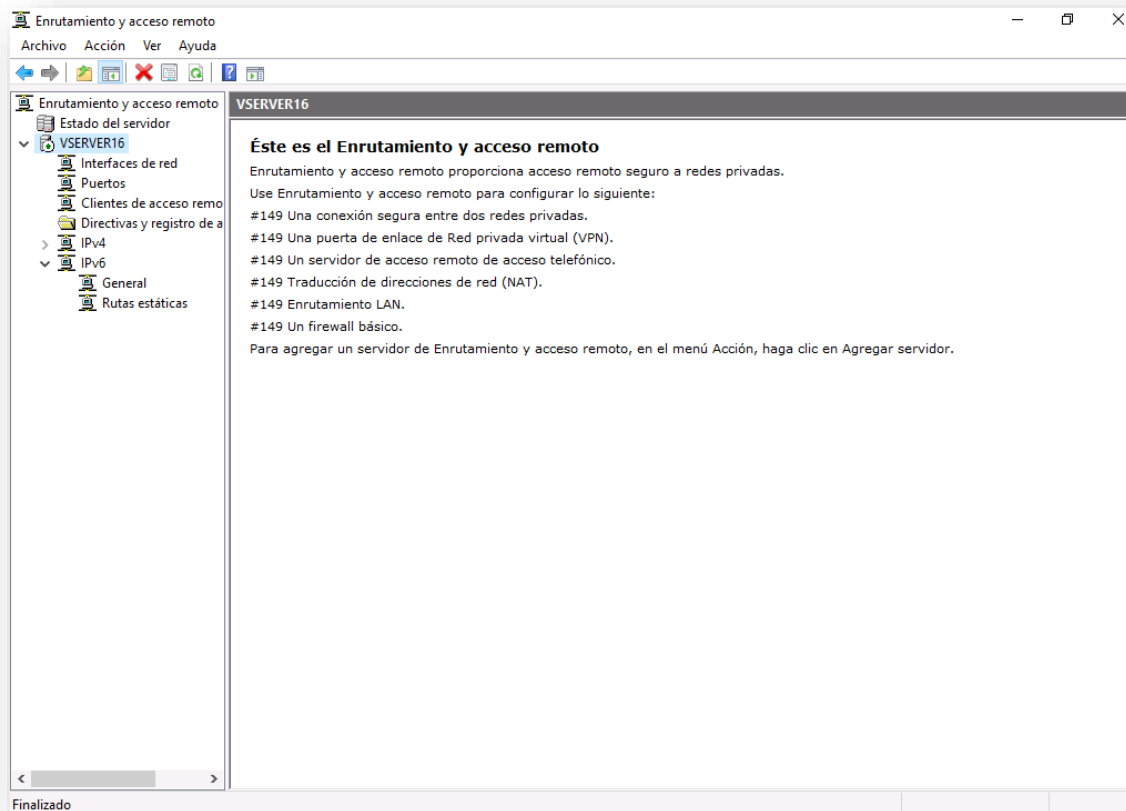 Enrutamiento y acceso remoto
Archivo Acción Ver Ayuda
Enrutamiento y acceso remoto
Estado del servidor
VSERVER16
Interfaces de red
Puertos
Clientes de acceso remo
Directivas y registro de a
IPv4
IPv6
General
Rutas estáticas
VSERVER16
Éste es el Enrutamiento y acceso remoto
Enrutamiento y acceso remoto proporciona acceso remoto seguro a redes privadas.
Use Enrutamiento y acceso remoto para configurar lo siguiente:
#149 Una conexión segura entre dos redes privadas.
#149 Una puerta de enlace de Red privada virtual (VPN).
#149 Un servidor de acceso remoto de acceso telefónico.
#149 Traducción de direcciones de red (NAT).
#149 Enrutamiento LAN.
#149 Un firewall básico.
Para agregar un servidor de Enrutamiento y acceso remoto, en el menú Acción, haga clic en Agregar servidor.
Finalizado